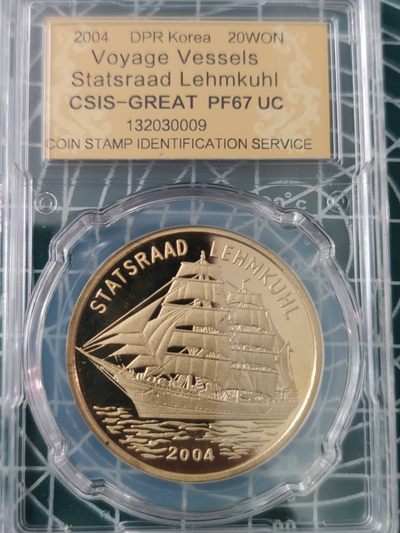 2004 DPR Korea 20WON
Voyage Vessels
Statsraad Lehmkuhl
CSIS-GREAT PF67 UC
132030009
COIN STAMP IDENTIFICATION SERVICE
STATSRAAD LEHMKUHL
2004